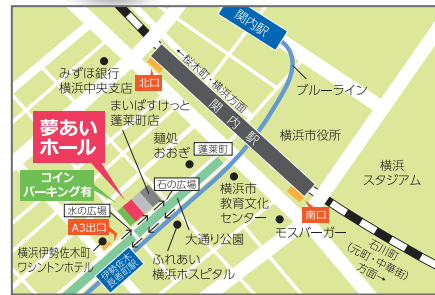 関内駅
みずほ銀行
横浜中央支店
北口
←桜木町・横浜方面
ブルーライン
まいばすけっと
蓬莱町店
関内駅
夢あい
ホール
麺処
おおぎ
蓬莱町
横浜市役所
横浜
スタジアム
コイン
パーキング有
石の広場
水の広場
横浜市
教育文化
センター
南口
A3出口
大通り公園
モスバーガー
横浜伊勢佐木町
ワシントンホテル
伊勢佐木
長者町駅
ふれあい
横浜ホスピタル
石川町
(元町・中華街)
方面→